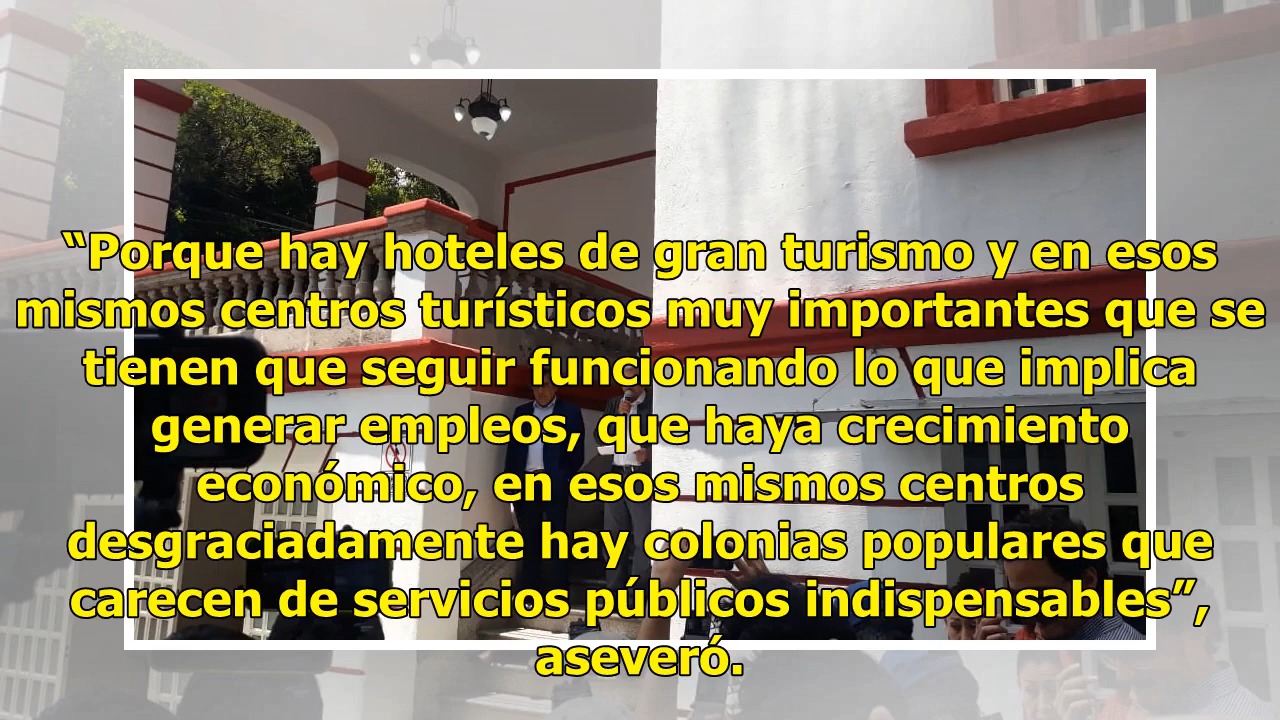 “Porque hay hoteles de gran turismo y en esos
mismos centros turísticos muy importantes que se
tienen que seguir funcionando lo que implica
generar empleos, que haya crecimiento
económico, en esos mismos centros
desgraciadamente hay colonias populares que
carecen de servicios públicos indispensables”,
aseveró.